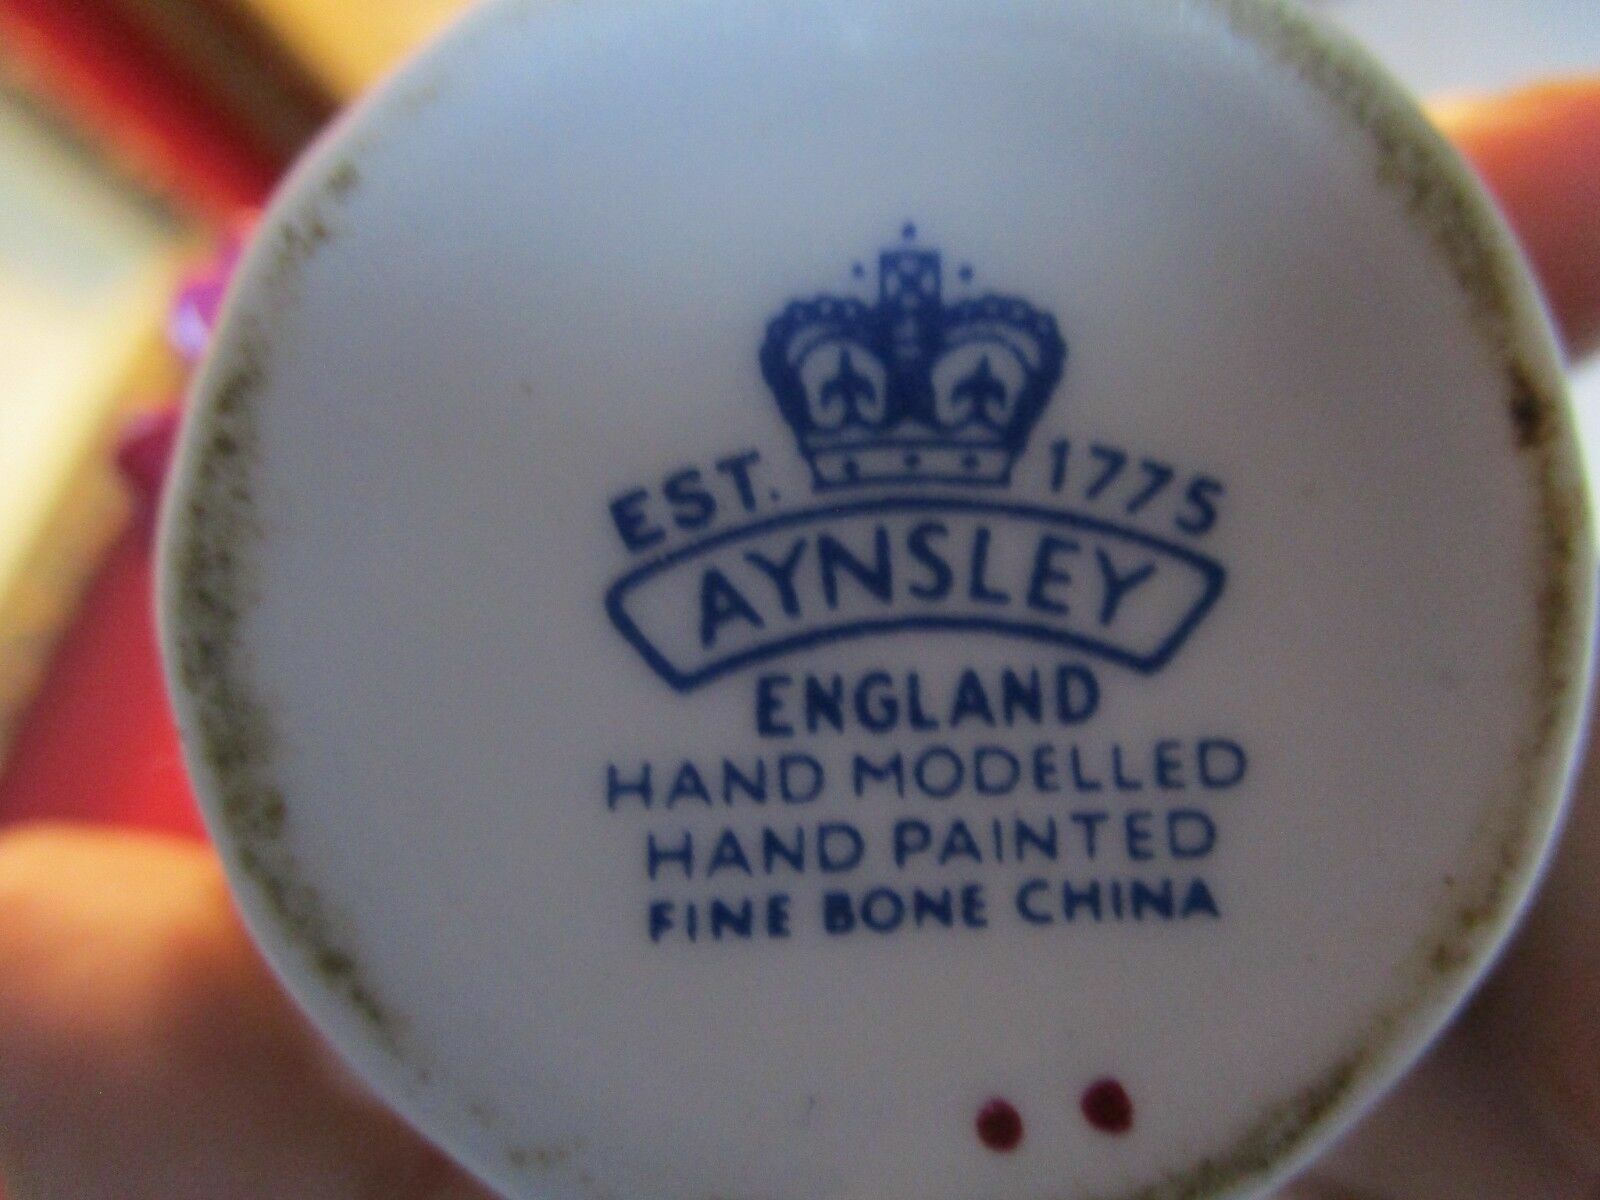 EST. 1775
AYNSLEY
ENGLAND
HAND MODELLED
HAND PAINTED
FINE BONE CHINA